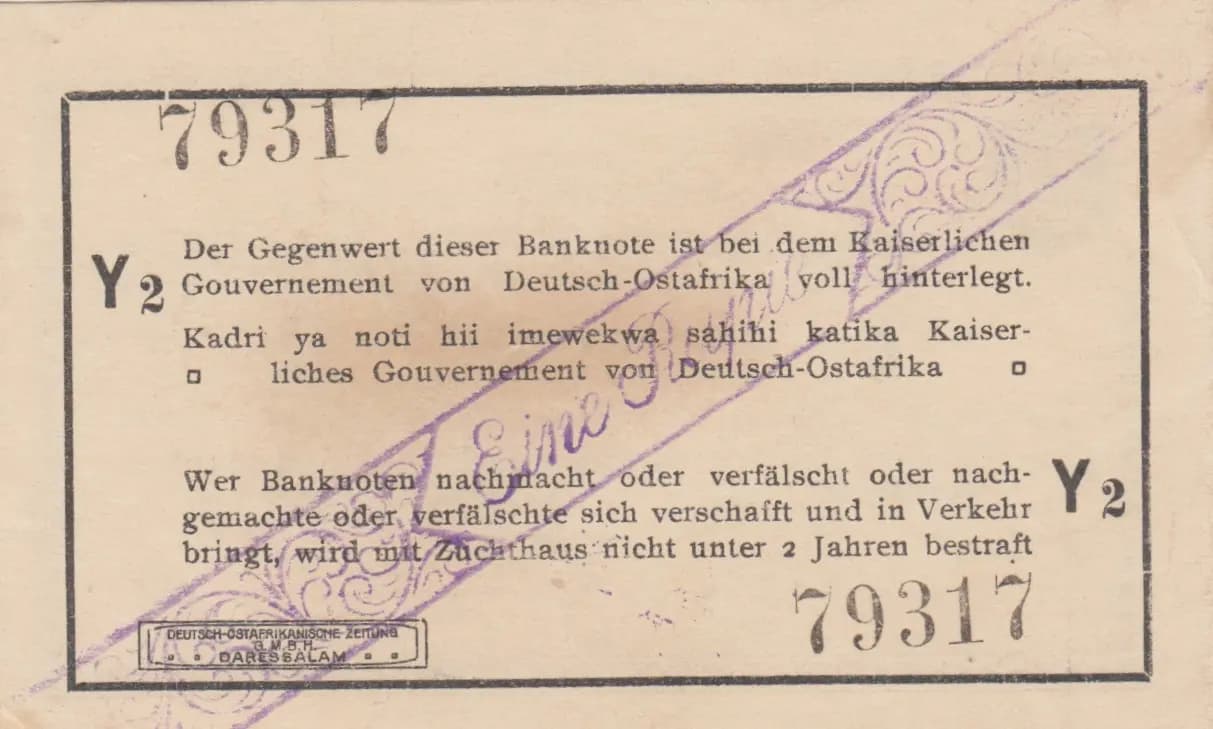 79317
Der Gegenwert dieser Banknote ist bei dem Kaiserlichen
Y2 Gouvernement von Deutsch-Ostafrika voll hinterlegt.
Kadri ya noti hii imewekwa sahihi katika Kaiser-
liches Gouvernement von Deutsch-Ostafrika
Eine Rupie
Wer Banknoten nachmacht oder verfälscht oder nach-
gemachte oder verfälschte sich verschafft und in Verkehr Y2
bringt, wird mit Zuchthaus nicht unter 2 Jahren bestraft
79317
DEUTSCH-OSTAFRIKANISCHE ZEITUNG
G.M.B.H.
DARESSALAM